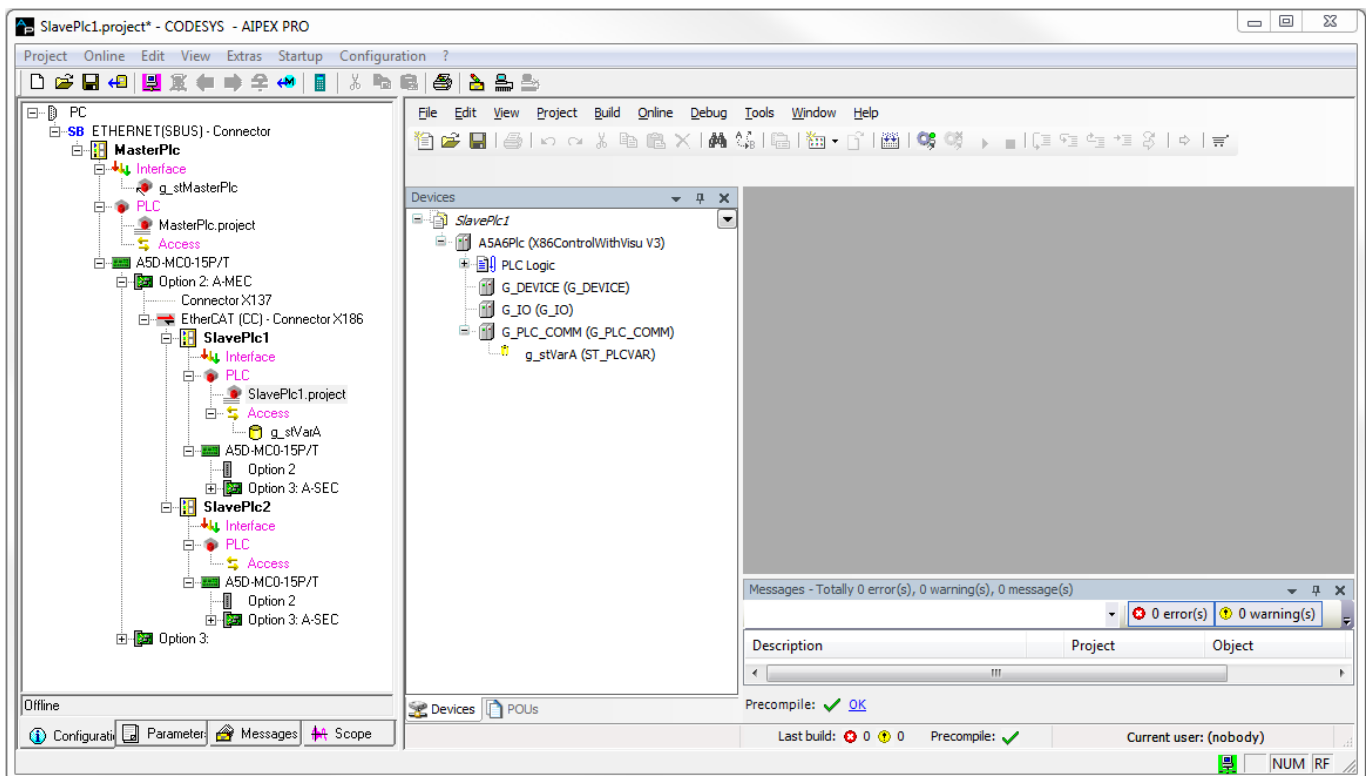 SlavePlc1.project* - CODESYS - AIPEX PRO
Project Online Edit View Extras Startup Configuration ?
PC
SB ETHERNET(SBUS) - Connector
MasterPlc
Interface
g_stMasterPlc
PLC
MasterPlc.project
Access
A5D-MC0-15P/T
Option 2: A-MEC
Connector X137
EtherCAT (CC) - Connector X186
SlavePlc1
Interface
PLC
SlavePlc1.project
Access
g_stVarA
A5D-MC0-15P/T
Option 2
Option 3: A-SEC
SlavePlc2
Interface
PLC
Access
A5D-MC0-15P/T
Option 2
Option 3: A-SEC
Option 3:
Offline
Configurati Parameter Messages Scope
File Edit View Project Build Online Debug Tools Window Help
Devices
SlavePlc1
A5A6Plc (X86ControlWithVisu V3)
PLC Logic
G_DEVICE (G_DEVICE)
G_IO (G_IO)
G_PLC_COMM (G_PLC_COMM)
g_stVarA (ST_PLCVAR)
Devices POUs
Messages - Totally 0 error(s), 0 warning(s), 0 message(s)
0 error(s) 0 warning(s)
Description Project Object
Precompile: OK
Last build: 0 0 Precompile: Current user: (nobody)
NUM RF